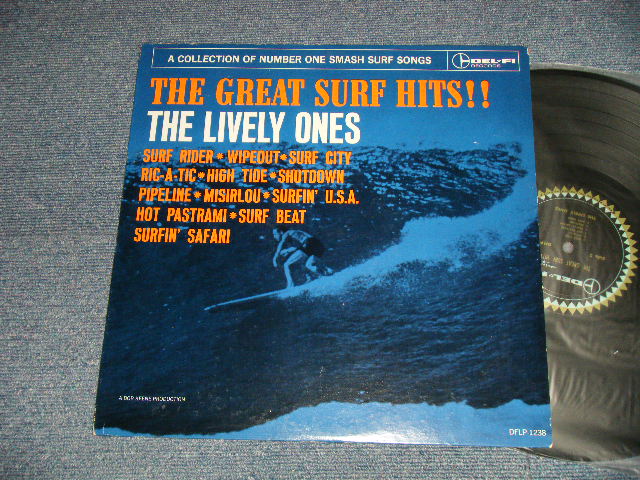 A COLLECTION OF NUMBER ONE SMASH SURF SONGS
DEL-FI
RECORDS
THE GREAT SURF HITS!!
THE LIVELY ONES
SURF RIDER * WIPEOUT * SURF CITY
RIC-A-TIC * HIGH TIDE * SHUTDOWN
PIPELINE * MISIRLOU * SURFIN' U.S.A.
HOT PASTRAMI * SURF BEAT
SURFIN' SAFARI
A BOB KEENE PRODUCTION
DFLP 1238